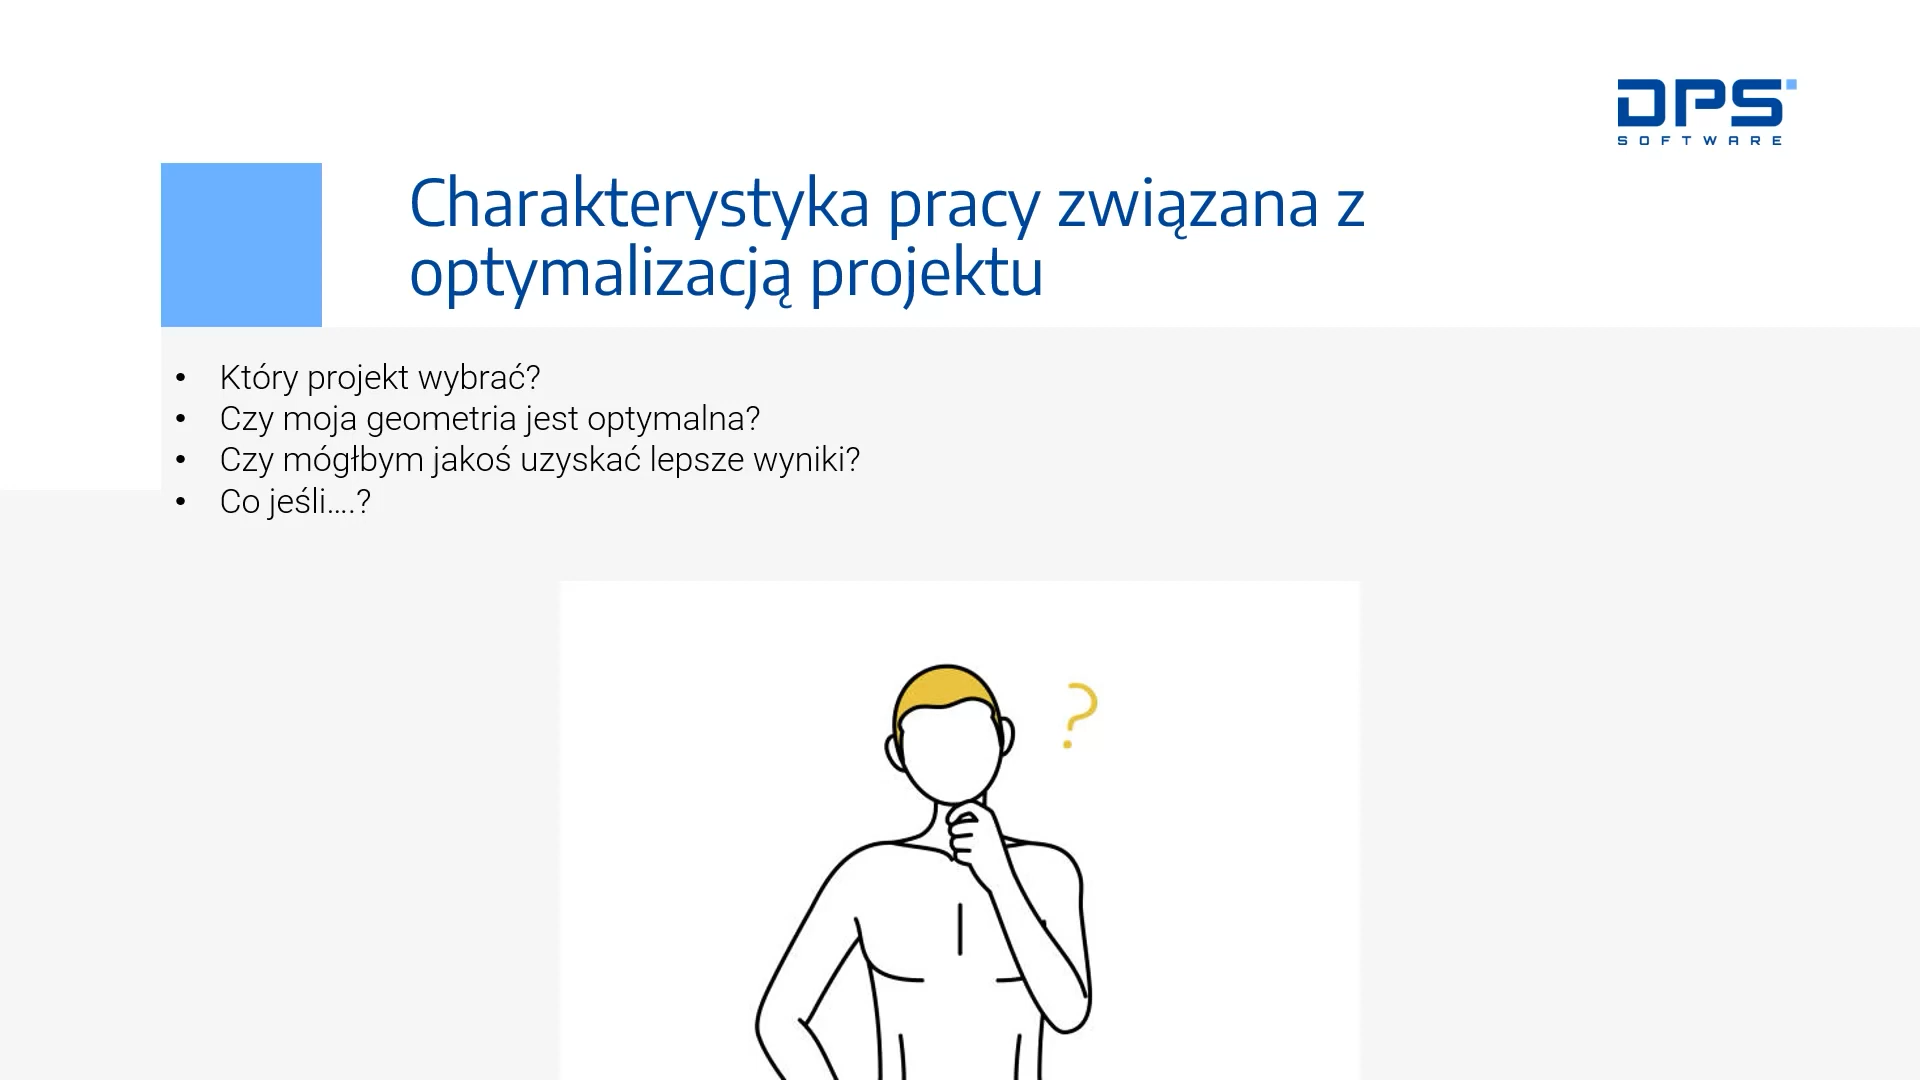 DPS
SOFTWARE
Charakterystyka pracy związana z
optymalizacją projektu
• Który projekt wybrać?
• Czy moja geometria jest optymalna?
• Czy mógłbym jakoś uzyskać lepsze wyniki?
• Co jeśli....?
?